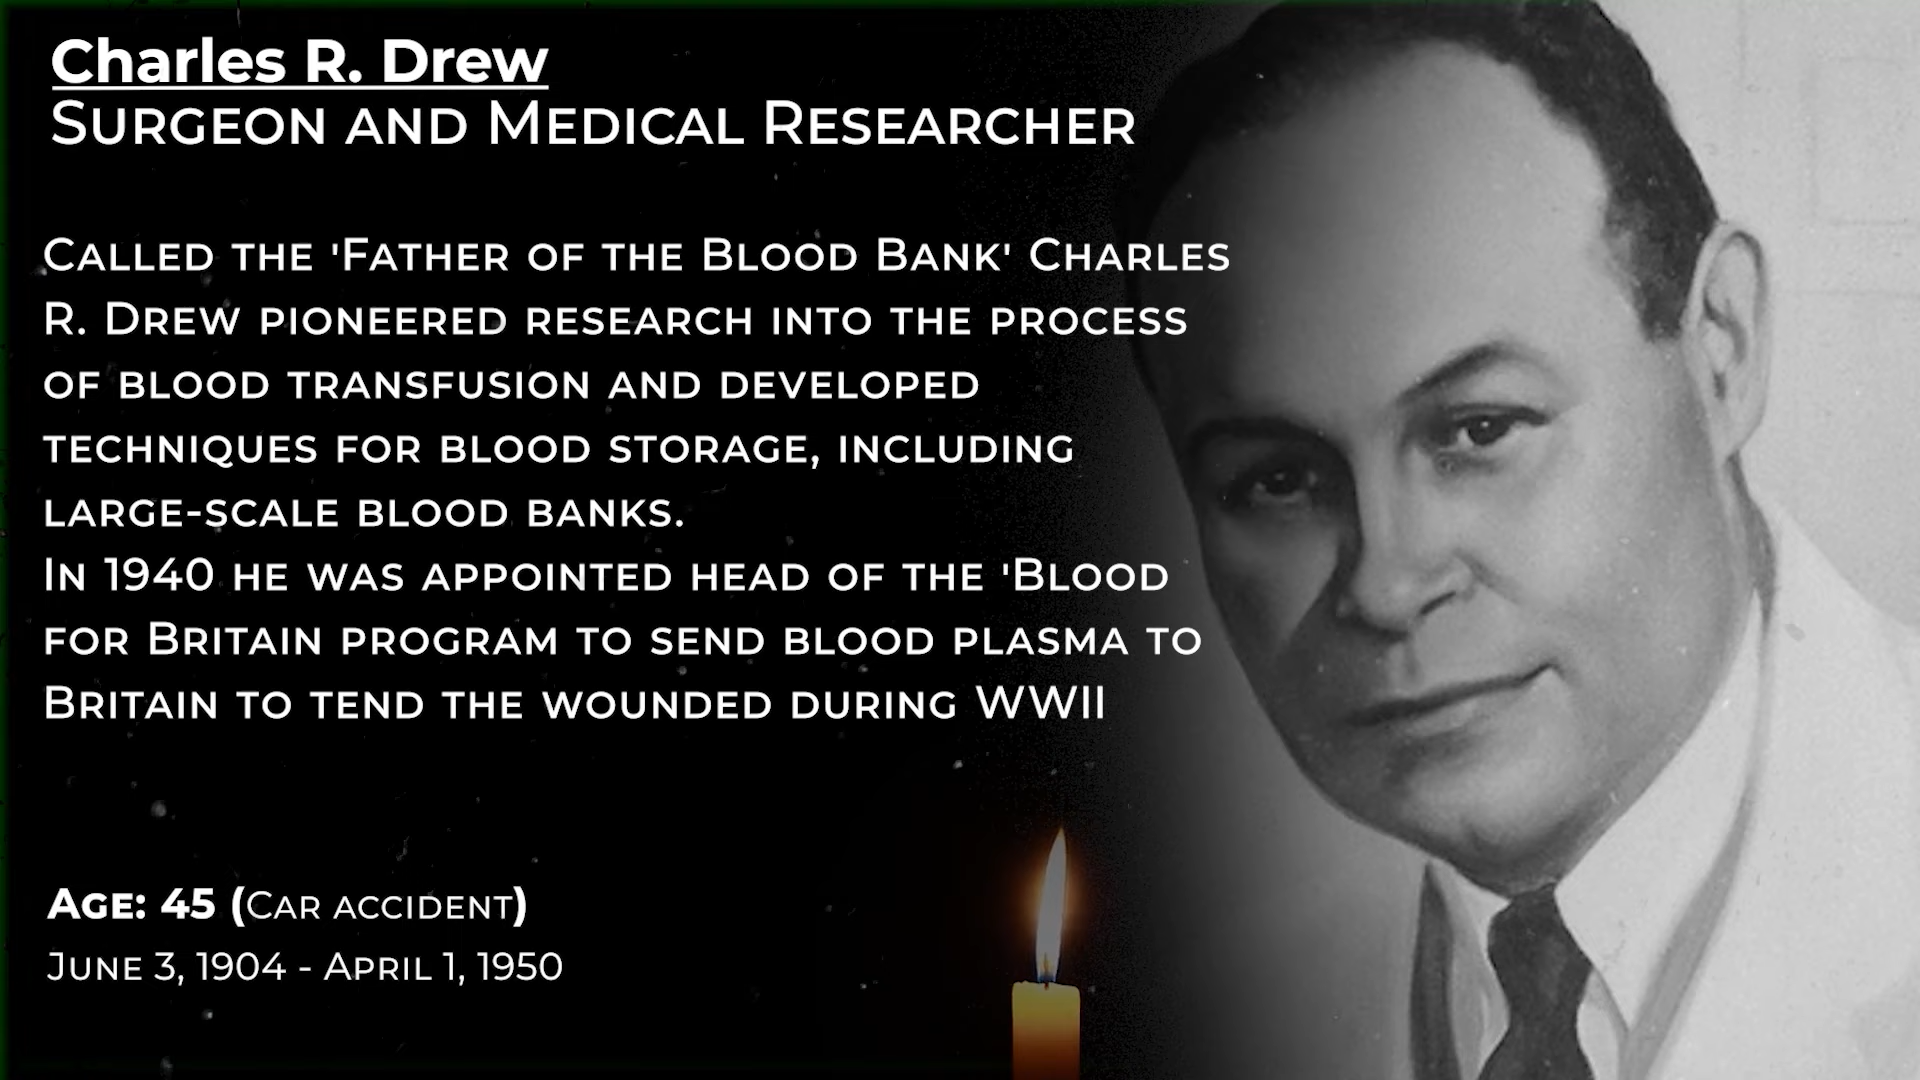 Charles R. Drew
Surgeon and Medical Researcher
Called the 'Father of the Blood Bank' Charles
R. Drew pioneered research into the process
of blood transfusion and developed
techniques for blood storage, including
large-scale blood banks.
In 1940 he was appointed head of the 'Blood
for Britain program to send blood plasma to
Britain to tend the wounded during WWII
Age: 45 (Car accident)
June 3, 1904 - April 1, 1950